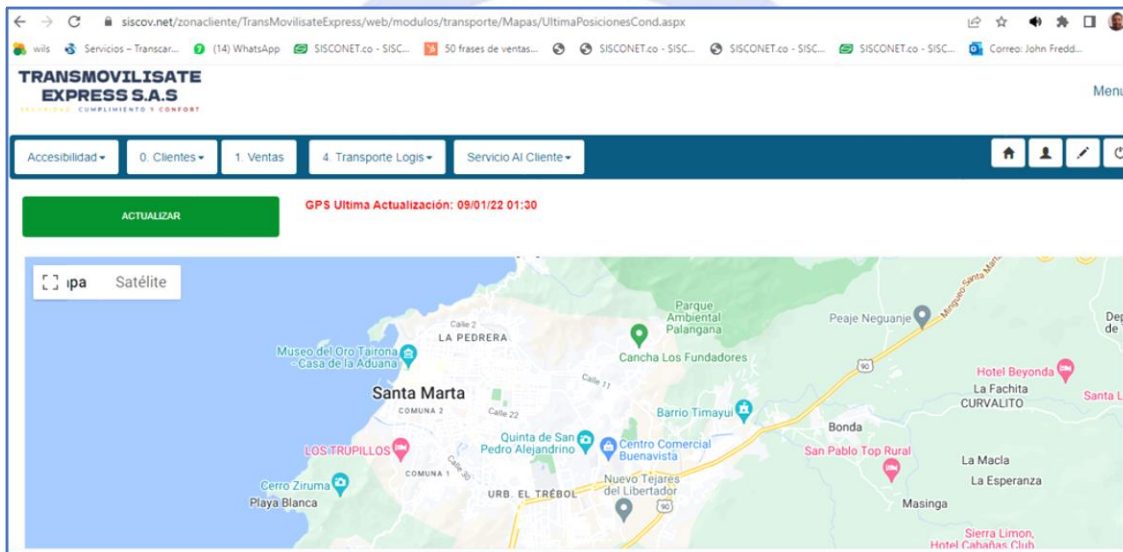 siscov.net/zonacliente/TransMovilisateExpress/web/modulos/transporte/Mapas/UltimaPosicionesCond.aspx
wils Servicios – Transcar... (14) WhatsApp SISCONET.co - SISC... 50 frases de ventas... SISCONET.co - SISC... SISCONET.co - SISC... SISCONET.co - SISC... Correo: John Fredd...
TRANSMOVILISATE
EXPRESS S.A.S
SEGURIDAD, CUMPLIMIENTO Y CONFORT
Menu
Accesibilidad 0. Clientes 1. Ventas 4. Transporte Logis Servicio Al Cliente
ACTUALIZAR
GPS Ultima Actualización: 09/01/22 01:30
apa Satélite
Minguea-Santa Marta
Parque
Ambiental
Palangana
Peaje Neguanje
Dep
de
Calle 2
LA PEDRERA
Museo del Oro Tairona
- Casa de la Aduana
Cancha Los Fundadores
90
Hotel Beyonda
Calle 11
Santa Marta
La Fachita
CURVALITO
Santa L
COMUNA 2
Calle 22
Barrio Timayui
Bonda
Quinta de San
Pedro Alejandrino
Centro Comercial
Buenavista
LOS TRUPILLOS
San Pablo Top Rural
La Macla
COMUNA 1
Calle 30
Nuevo Tejares
del Libertador
La Esperanza
Cerro Ziruma
URB. EL TRÉBOL
Playa Blanca
90
Masinga
Sierra Limon,
Hotel Cabañas Club